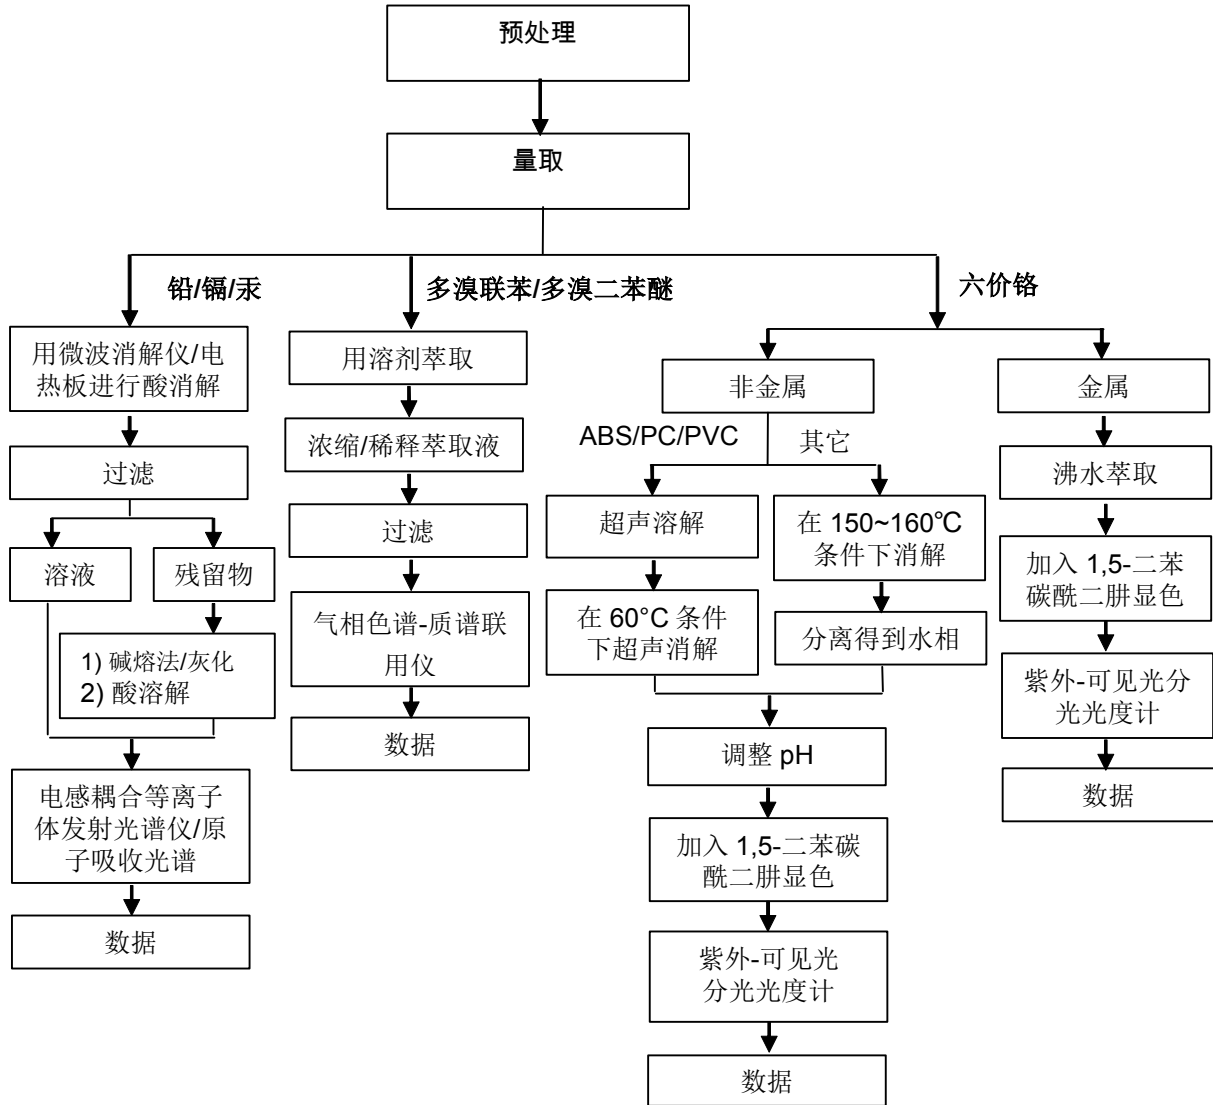 预处理
量取
铅/镉/汞
多溴联苯/多溴二苯醚
六价铬
用微波消解仪/电
热板进行酸消解
过滤
溶液
残留物
1) 碱熔法/灰化
2) 酸溶解
电感耦合等离子
体发射光谱仪/原
子吸收光谱
数据
用溶剂萃取
浓缩/稀释萃取液
过滤
气相色谱-质谱联
用仪
数据
非金属
ABS/PC/PVC
其它
超声溶解
在 60°C 条件
下超声消解
在 150~160℃
条件下消解
分离得到水相
调整 pH
加入 1,5-二苯碳
酰二肼显色
紫外-可见光
分光光度计
数据
金属
沸水萃取
加入 1,5-二苯
碳酰二肼显色
紫外-可见光分
光光度计
数据